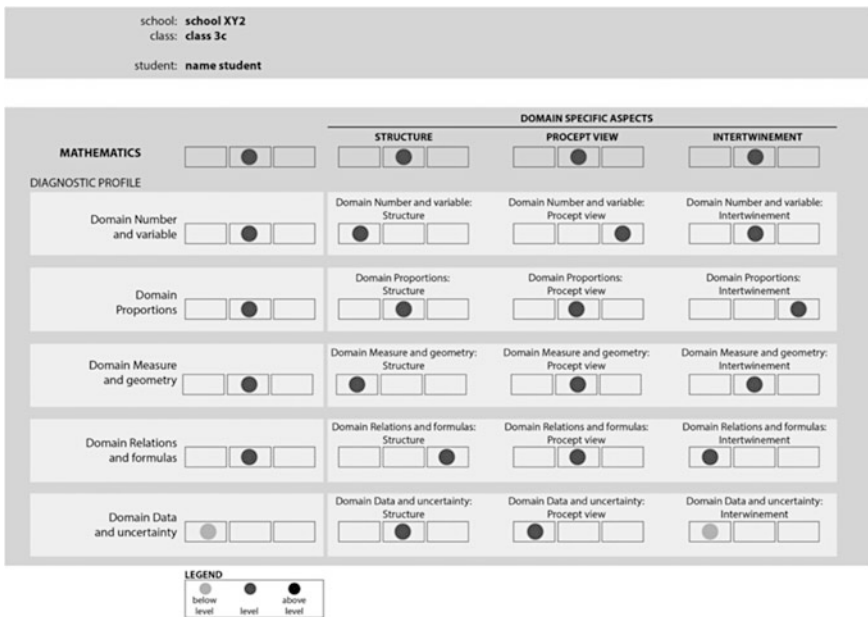 school: school XY2
class: class 3c
student: name student
DOMAIN SPECIFIC ASPECTS
STRUCTURE PROCEPT VIEW INTERTWINEMENT
MATHEMATICS
DIAGNOSTIC PROFILE
Domain Number and variable: Domain Number and variable: Domain Number and variable:
Structure Procept view Intertwinement
Domain Number
and variable
Domain Proportions: Domain Proportions: Domain Proportions:
Structure Procept view Intertwinement
Domain
Proportions
Domain Measure and geometry: Domain Measure and geometry: Domain Measure and geometry:
Structure Procept view Intertwinement
Domain Measure
and geometry
Domain Relations and formulas: Domain Relations and formulas: Domain Relations and formulas:
Structure Procept view Intertwinement
Domain Relations
and formulas
Domain Data and uncertainty: Domain Data and uncertainty: Domain Data and uncertainty:
Structure Procept view Interwinement
Domain Data
and uncertainty
LEGEND
below above
level level level